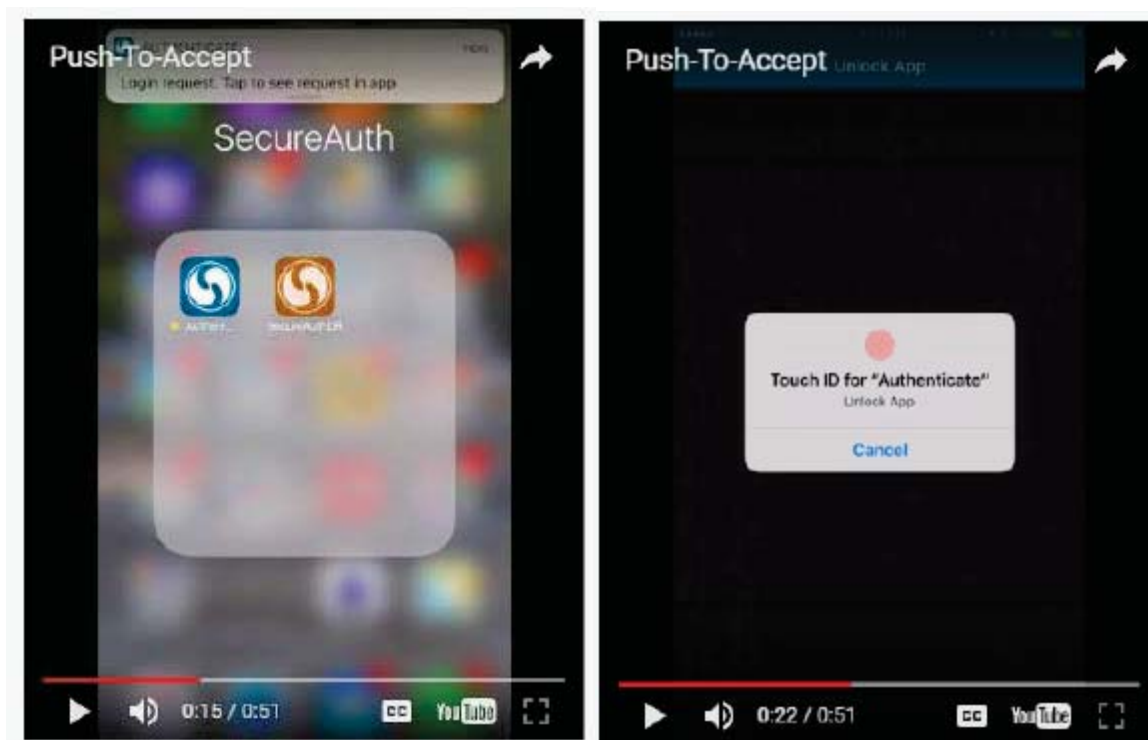 Push-To-Accept
Login request. Tap to see request in app
SecureAuth
0:15 / 0:51
CC
YouTube
Push-To-Accept
Unlock App
Touch ID for "Authenticate"
Unlock App
Cancel
0:22 / 0:51
CC
YouTube